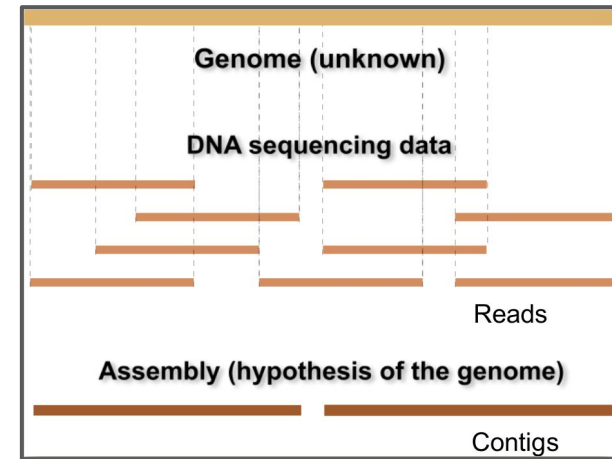 Genome (unknown)
DNA sequencing data
Reads
Assembly (hypothesis of the genome)
Contigs